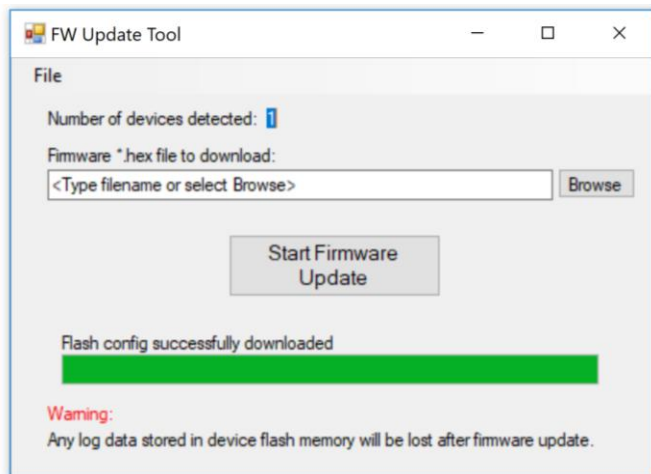 FW Update Tool
File
Number of devices detected: 1
Firmware *.hex file to download:
<Type filename or select Browse>
Browse
Start Firmware
Update
Flash config successfully downloaded
Warning:
Any log data stored in device flash memory will be lost after firmware update.